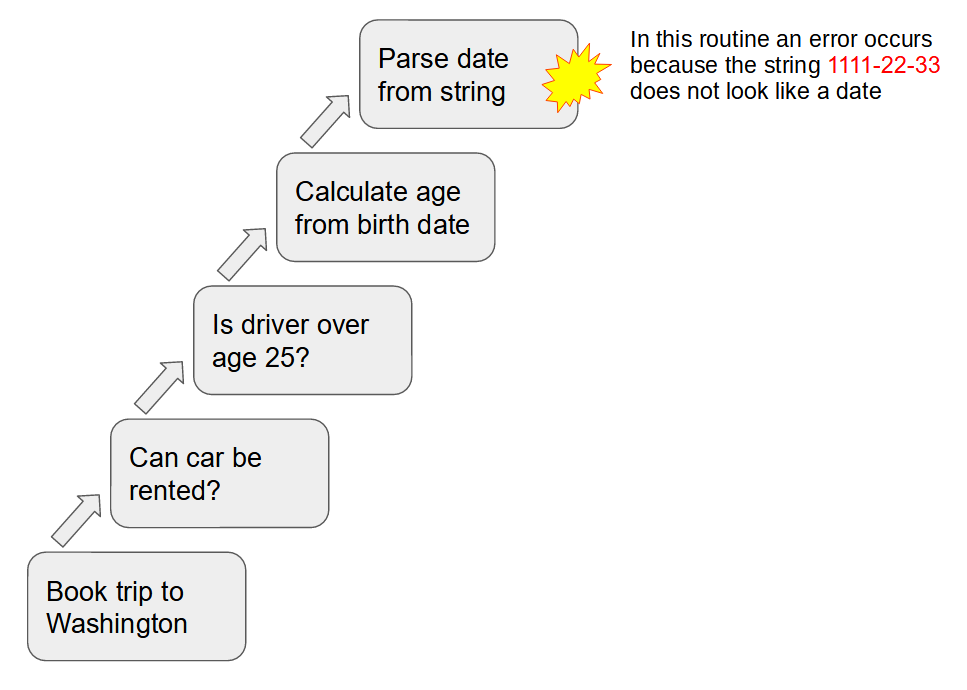 Parse date
from string
In this routine an error occurs
because the string 1111-22-33
does not look like a date
Calculate age
from birth date
Is driver over
age 25?
Can car be
rented?
Book trip to
Washington